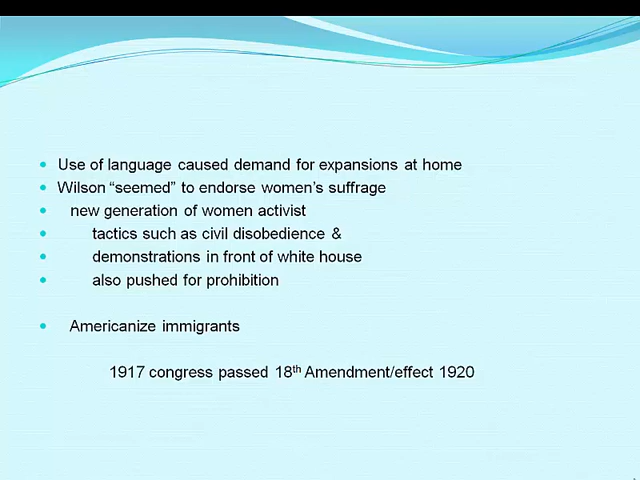 Use of language caused demand for expansions at home
Wilson “seemed” to endorse women’s suffrage
new generation of women activist
tactics such as civil disobedience &
demonstrations in front of white house
also pushed for prohibition
Americanize immigrants
1917 congress passed 18th Amendment/effect 1920